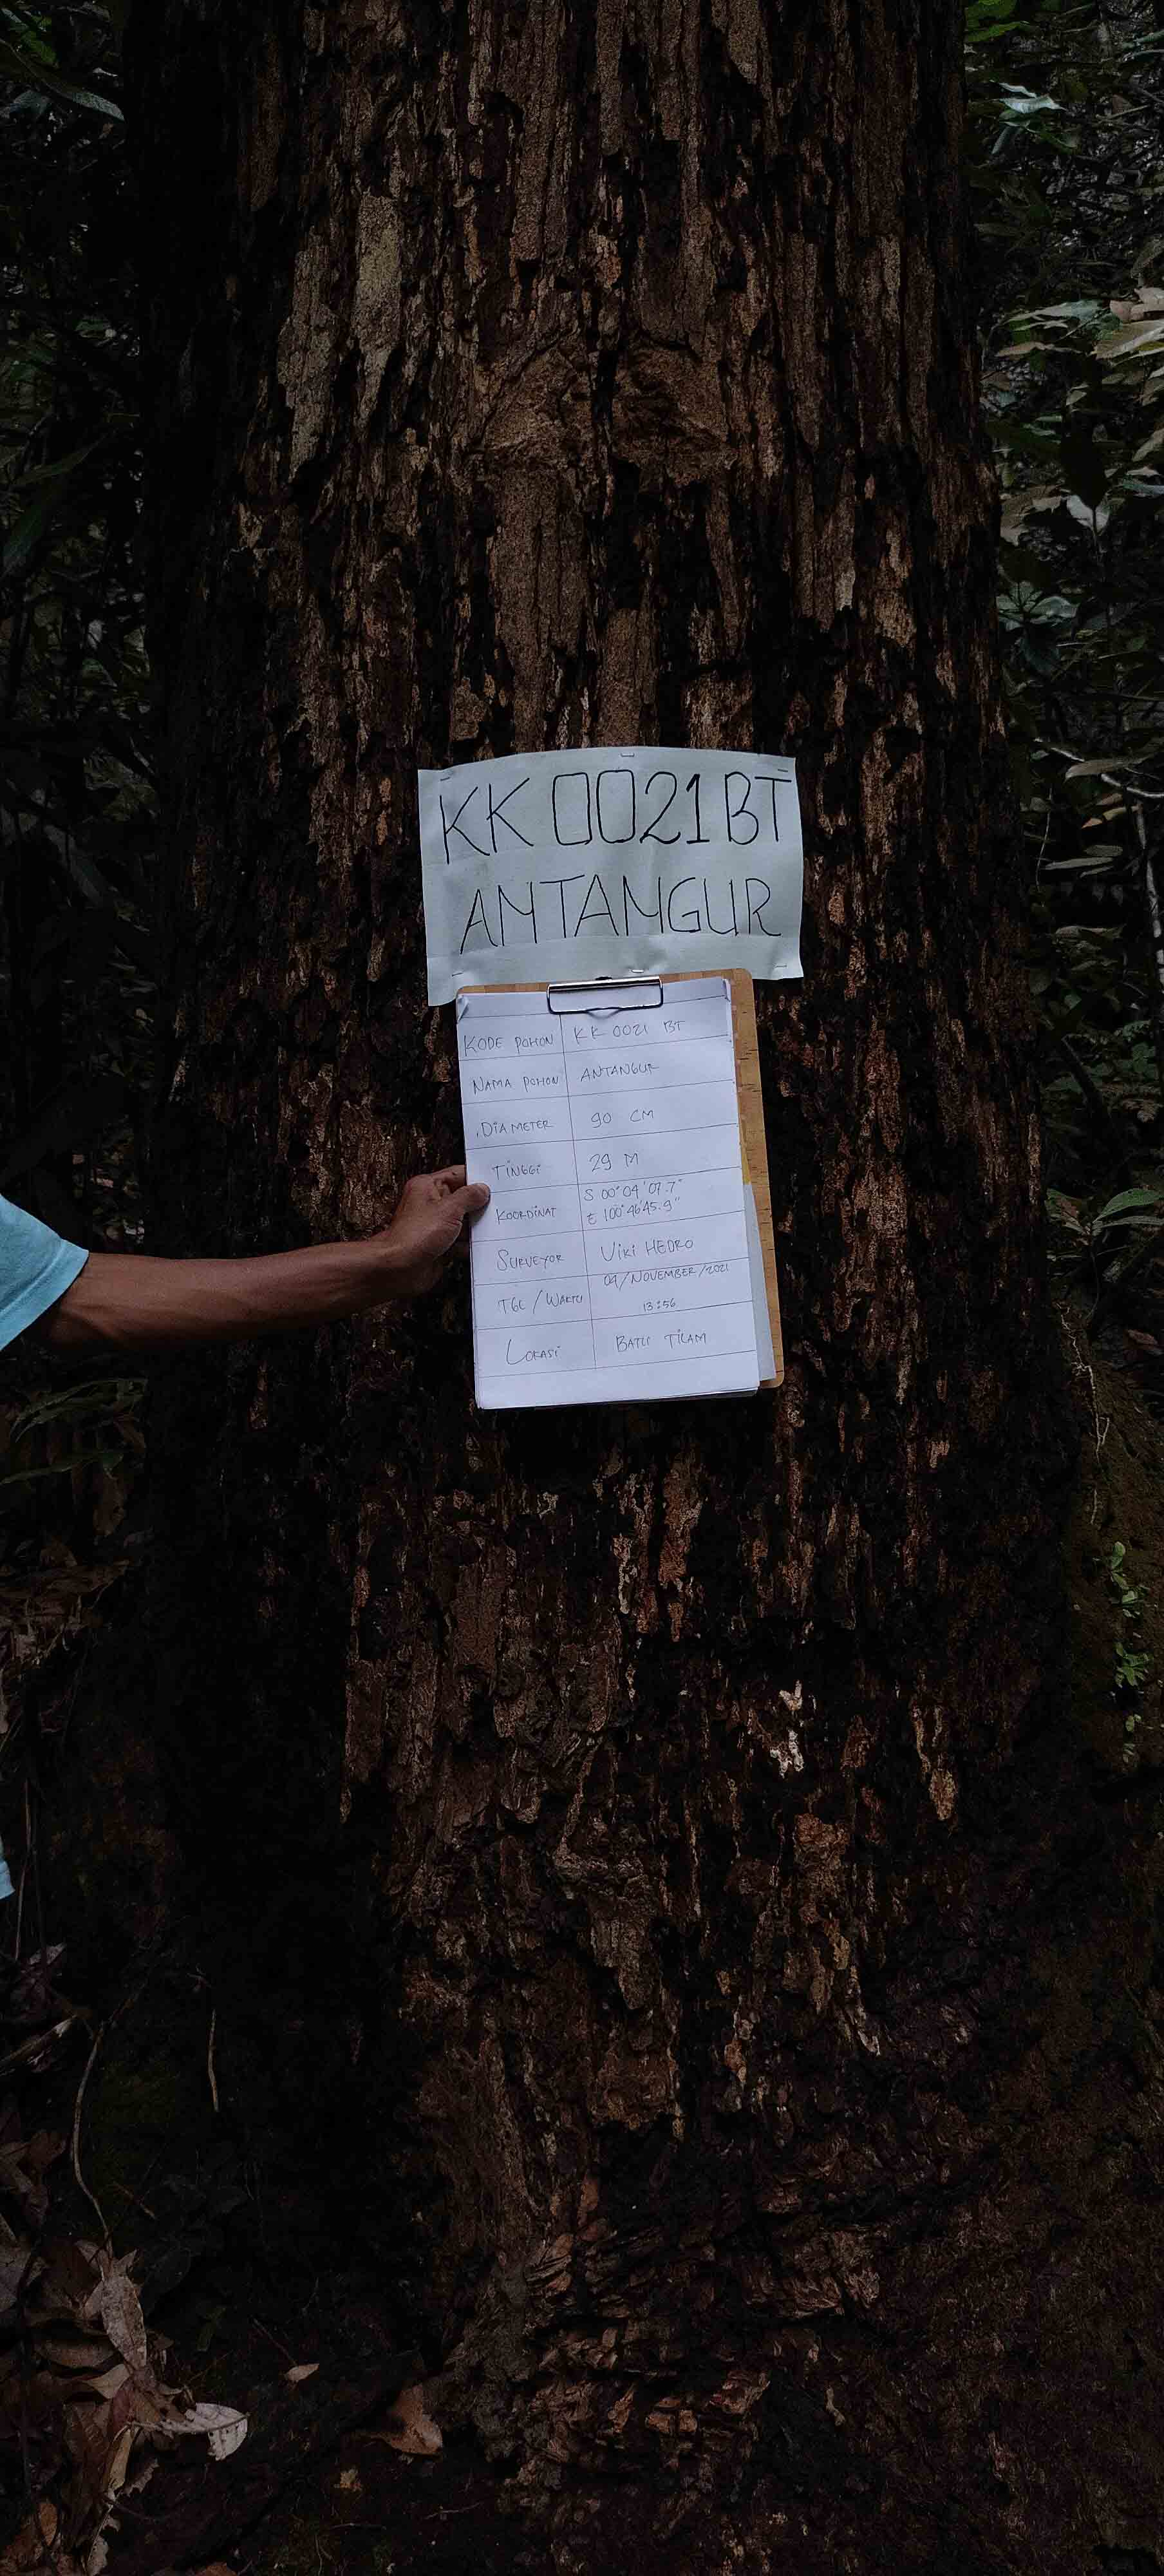 KK 0021 BT
ANTANGUR
KODE POHON KK 0021 BT
NAMA POHON ANTANGUR
DIAMETER 90 CM
TINGGI 29 M
KOORDINAT S 00°04'07.7"
E 100°46'45.9"
SURVEYOR VIKI HEDRO
TGL / WAKTU 04/NOVEMBER/2021
13:56
LOKASI BATU TILAM